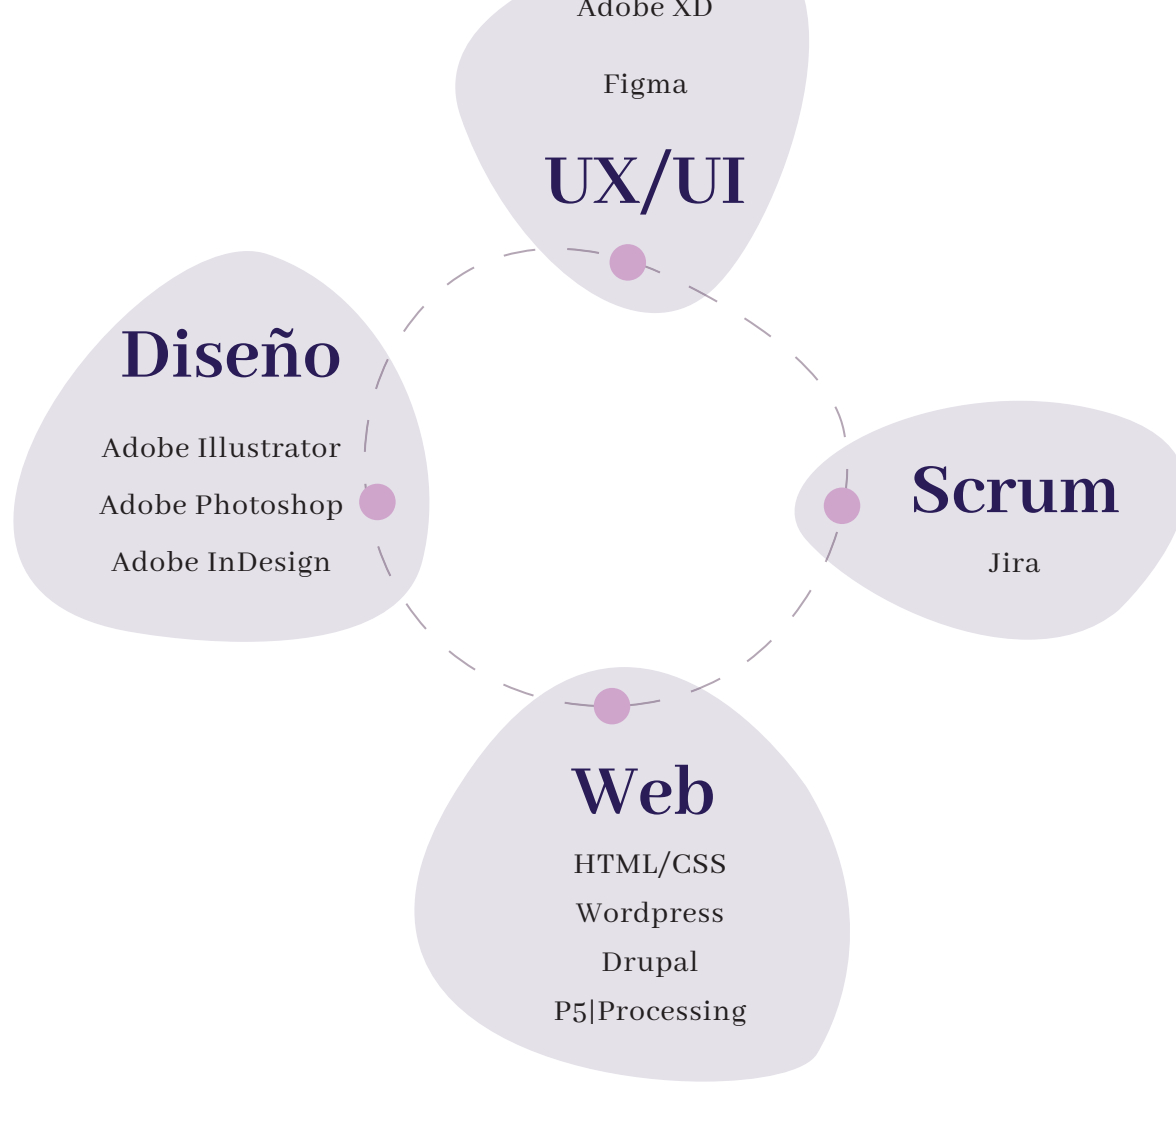 Adobe XD
Figma
UX/UI
Diseño
Adobe Illustrator
Adobe Photoshop
Adobe InDesign
Scrum
Jira
Web
HTML/CSS
Wordpress
Drupal
P5|Processing